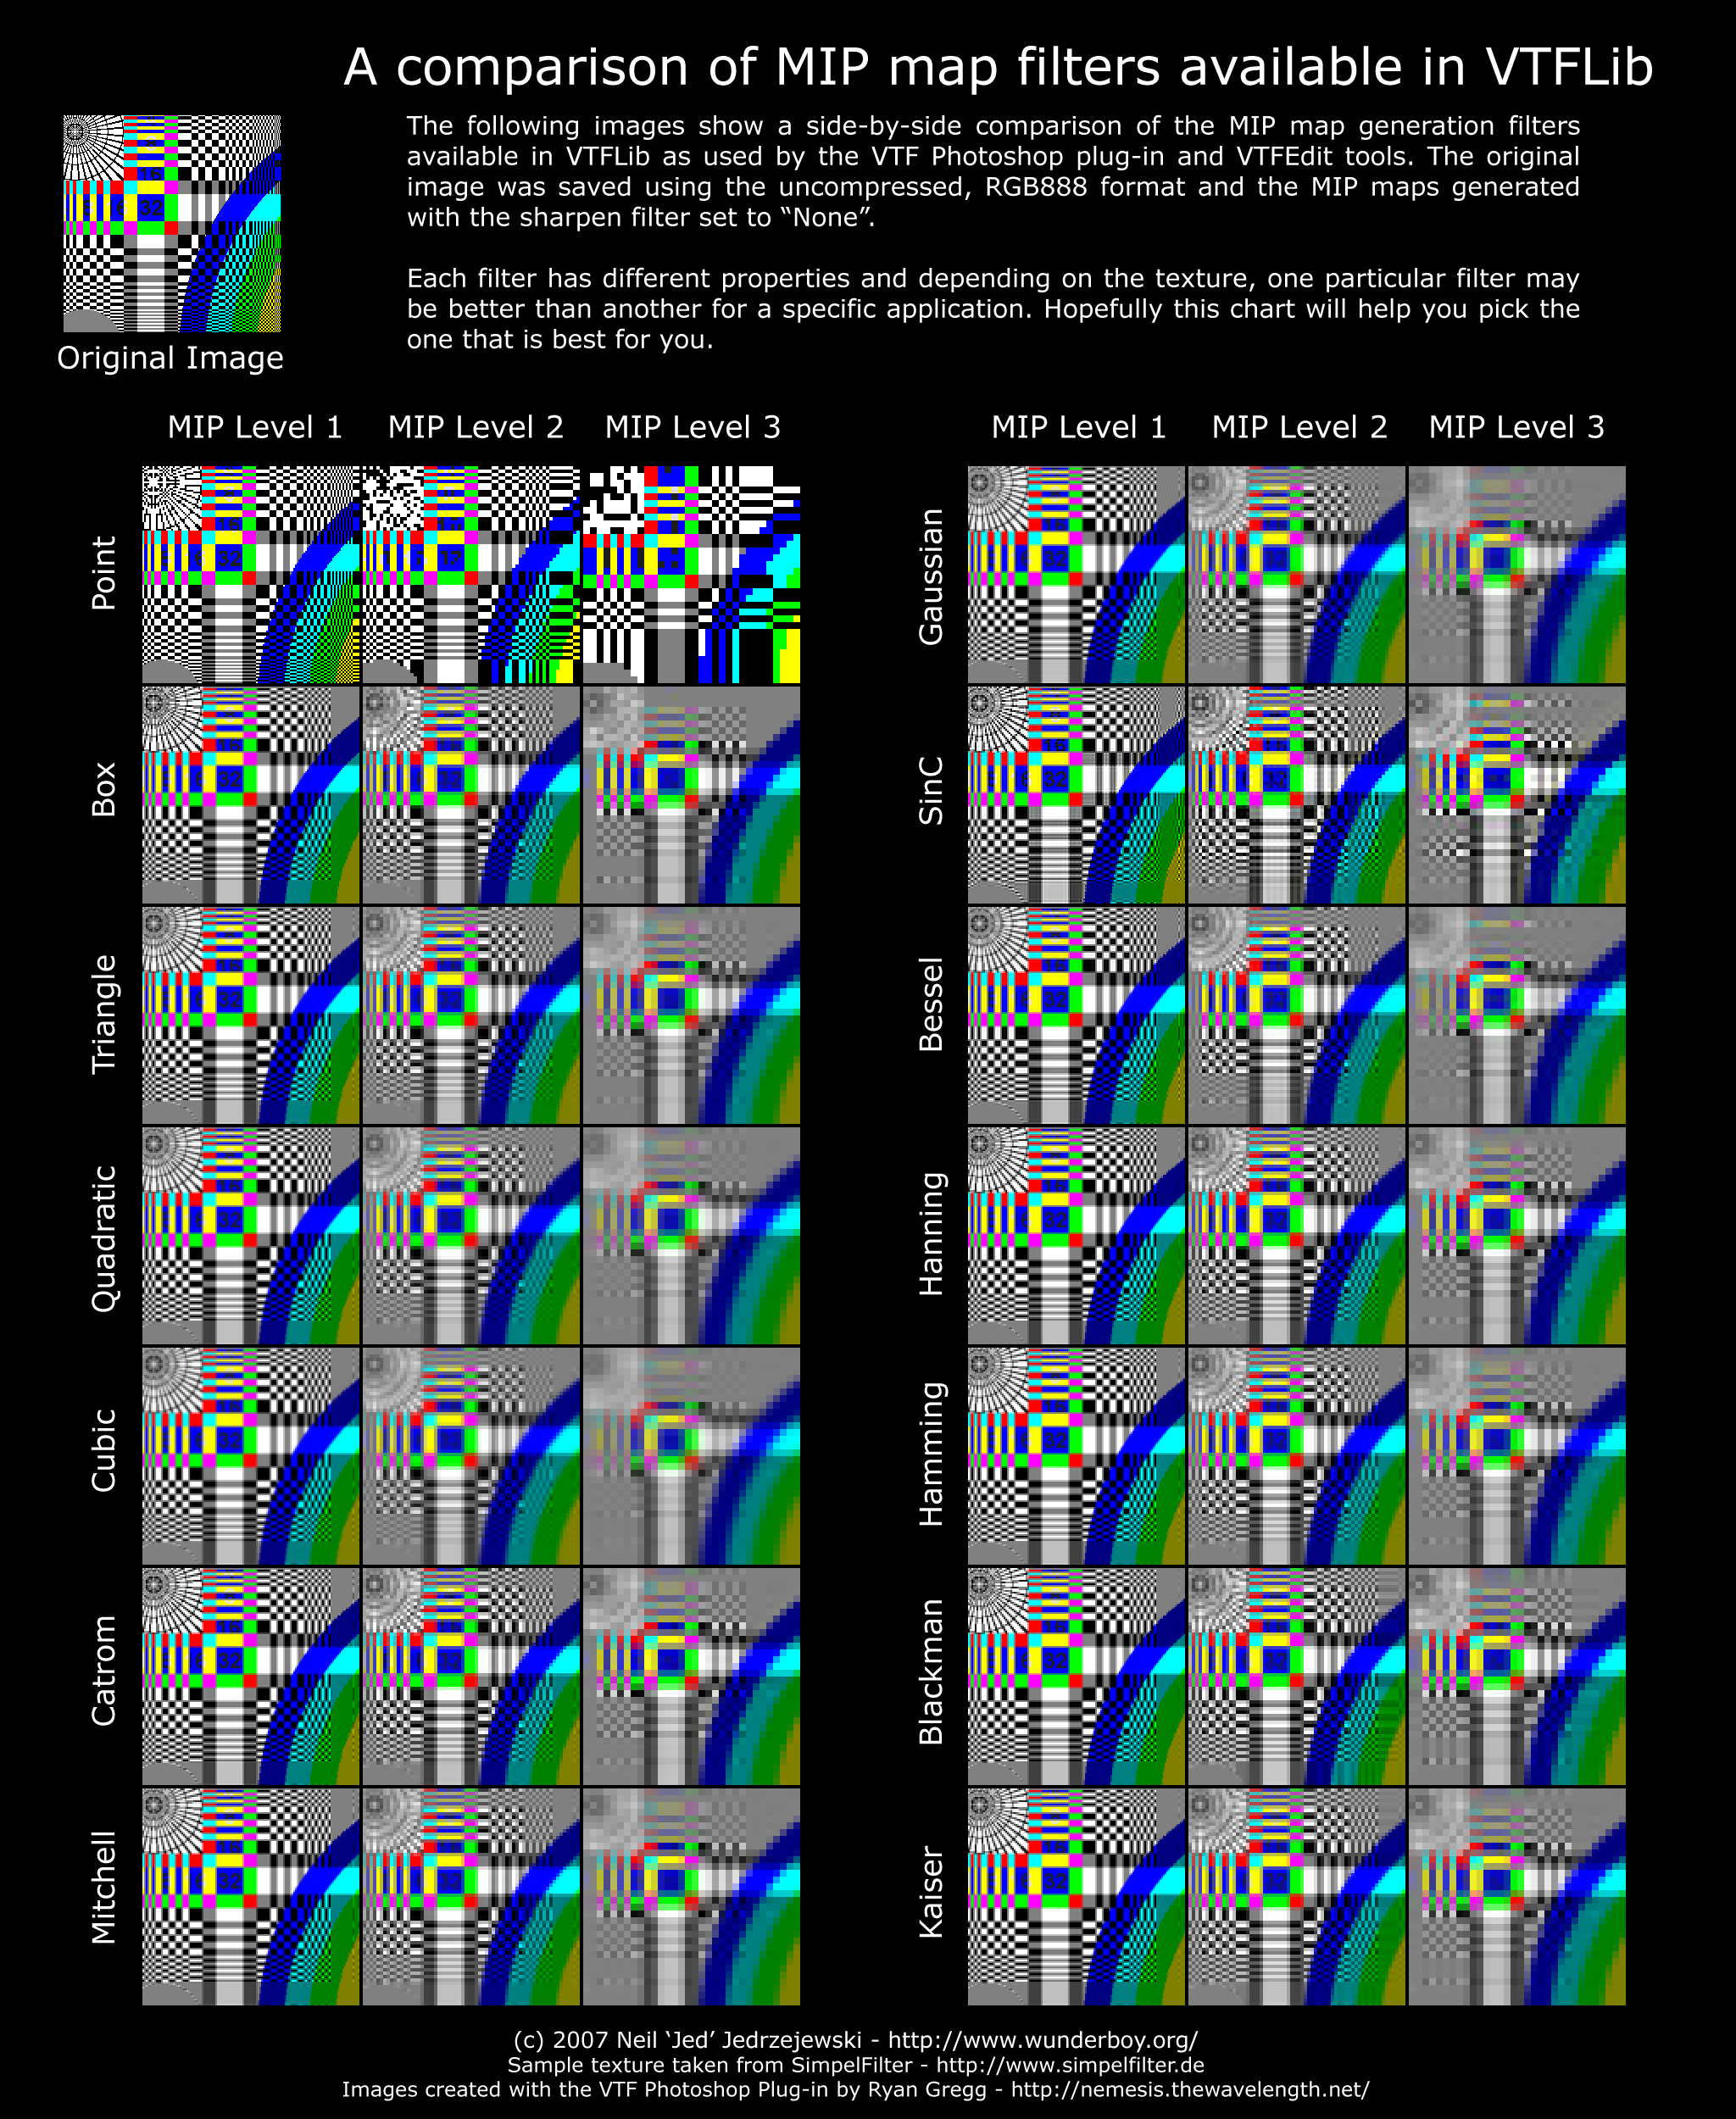 A comparison of MIP map filters available in VTFLib
The following images show a side-by-side comparison of the MIP map generation filters
available in VTFLib as used by the VTF Photoshop plug-in and VTFEdit tools. The original
image was saved using the uncompressed, RGB888 format and the MIP maps generated
with the sharpen filter set to “None”.
Each filter has different properties and depending on the texture, one particular filter may
be better than another for a specific application. Hopefully this chart will help you pick the
one that is best for you.
32
Original Image
MIP Level 1 MIP Level 2 MIP Level 3
MIP Level 1 MIP Level 2 MIP Level 3
Point
Box
Triangle
Quadratic
Cubic
Catrom
Mitchell
Gaussian
SinC
Bessel
Hanning
Hamming
Blackman
Kaiser
(c) 2007 Neil ‘Jed’ Jedrzejewski - http://www.wunderboy.org/
Sample texture taken from SimpelFilter - http://www.simpelfilter.de
Images created with the VTF Photoshop Plug-in by Ryan Gregg - http://nemesis.thewavelength.net/